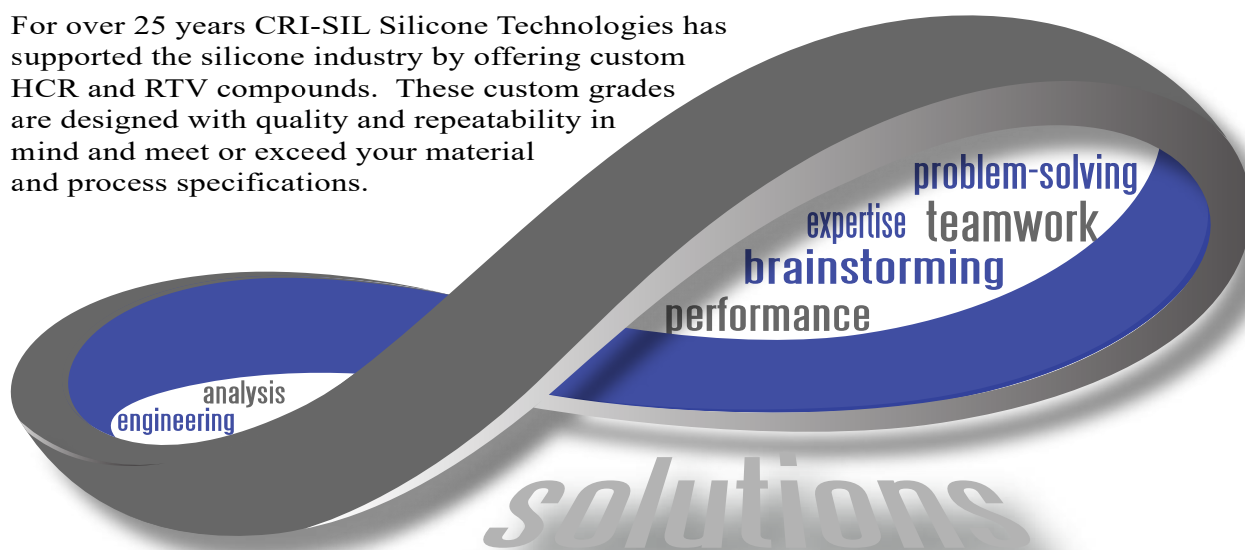 For over 25 years CRI-SIL Silicone Technologies has
supported the silicone industry by offering custom
HCR and RTV compounds.  These custom grades
are designed with quality and repeatability in
mind and meet or exceed your material
and process specifications.
problem-solving
expertise teamwork
brainstorming
performance
analysis
engineering
solutions